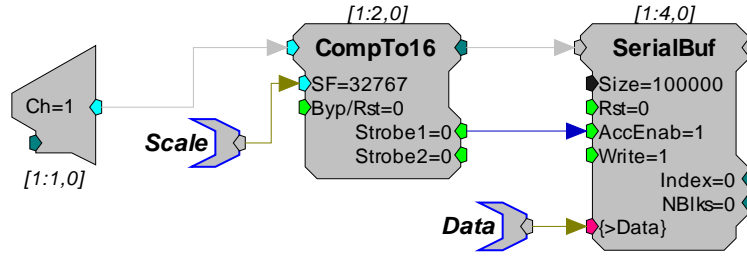 [1:2,0]
[1:4,0]
CompTo16
SerialBuf
Ch=1
SF=32767
Size=100000
Byp/Rst=0
Rst=0
Scale
Strobe1=0
AccEnab=1
Strobe2=0
Write=1
[1:1,0]
Index=0
NBlks=0
Data
{>Data}